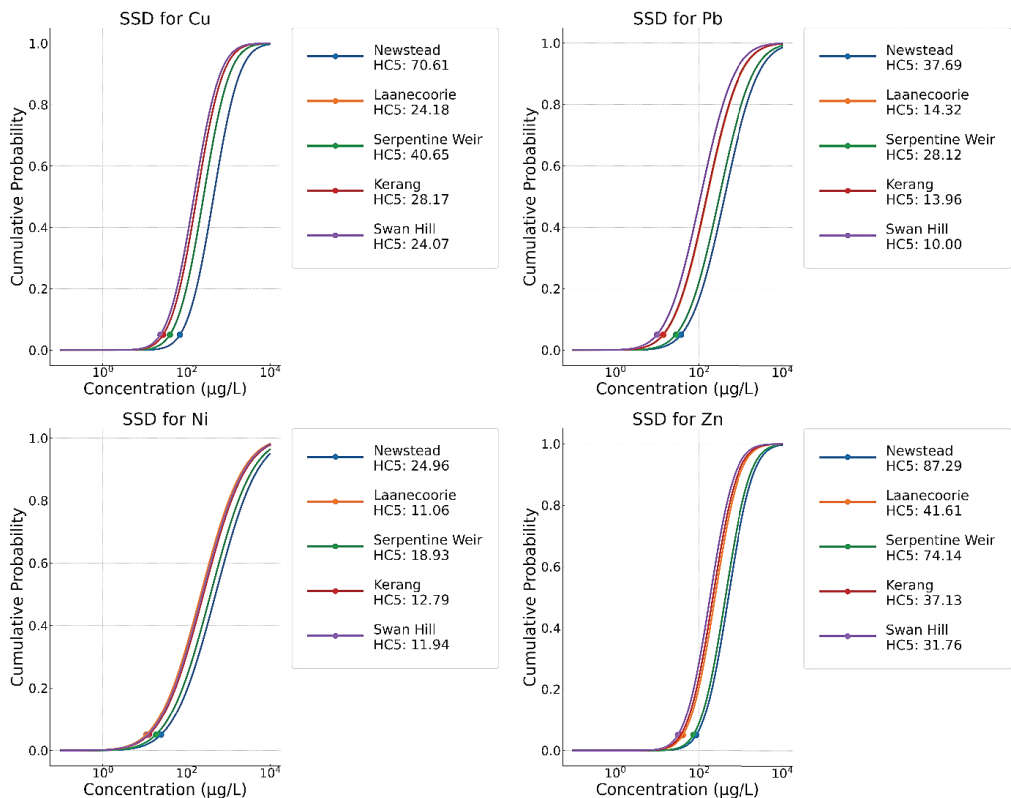 SSD for Cu
Cumulative Probability
1.0
0.8
0.6
0.4
0.2
0.0
10⁰
10²
10⁴
Concentration (μg/L)
Newstead
HC5: 70.61
Laanecoorie
HC5: 24.18
Serpentine Weir
HC5: 40.65
Kerang
HC5: 28.17
Swan Hill
HC5: 24.07
SSD for Pb
Cumulative Probability
1.0
0.8
0.6
0.4
0.2
0.0
10⁰
10²
10⁴
Concentration (μg/L)
Newstead
HC5: 37.69
Laanecoorie
HC5: 14.32
Serpentine Weir
HC5: 28.12
Kerang
HC5: 13.96
Swan Hill
HC5: 10.00
SSD for Ni
Cumulative Probability
1.0
0.8
0.6
0.4
0.2
0.0
10⁰
10²
10⁴
Concentration (μg/L)
Newstead
HC5: 24.96
Laanecoorie
HC5: 11.06
Serpentine Weir
HC5: 18.93
Kerang
HC5: 12.79
Swan Hill
HC5: 11.94
SSD for Zn
Cumulative Probability
1.0
0.8
0.6
0.4
0.2
0.0
10⁰
10²
10⁴
Concentration (μg/L)
Newstead
HC5: 87.29
Laanecoorie
HC5: 41.61
Serpentine Weir
HC5: 74.14
Kerang
HC5: 37.13
Swan Hill
HC5: 31.76